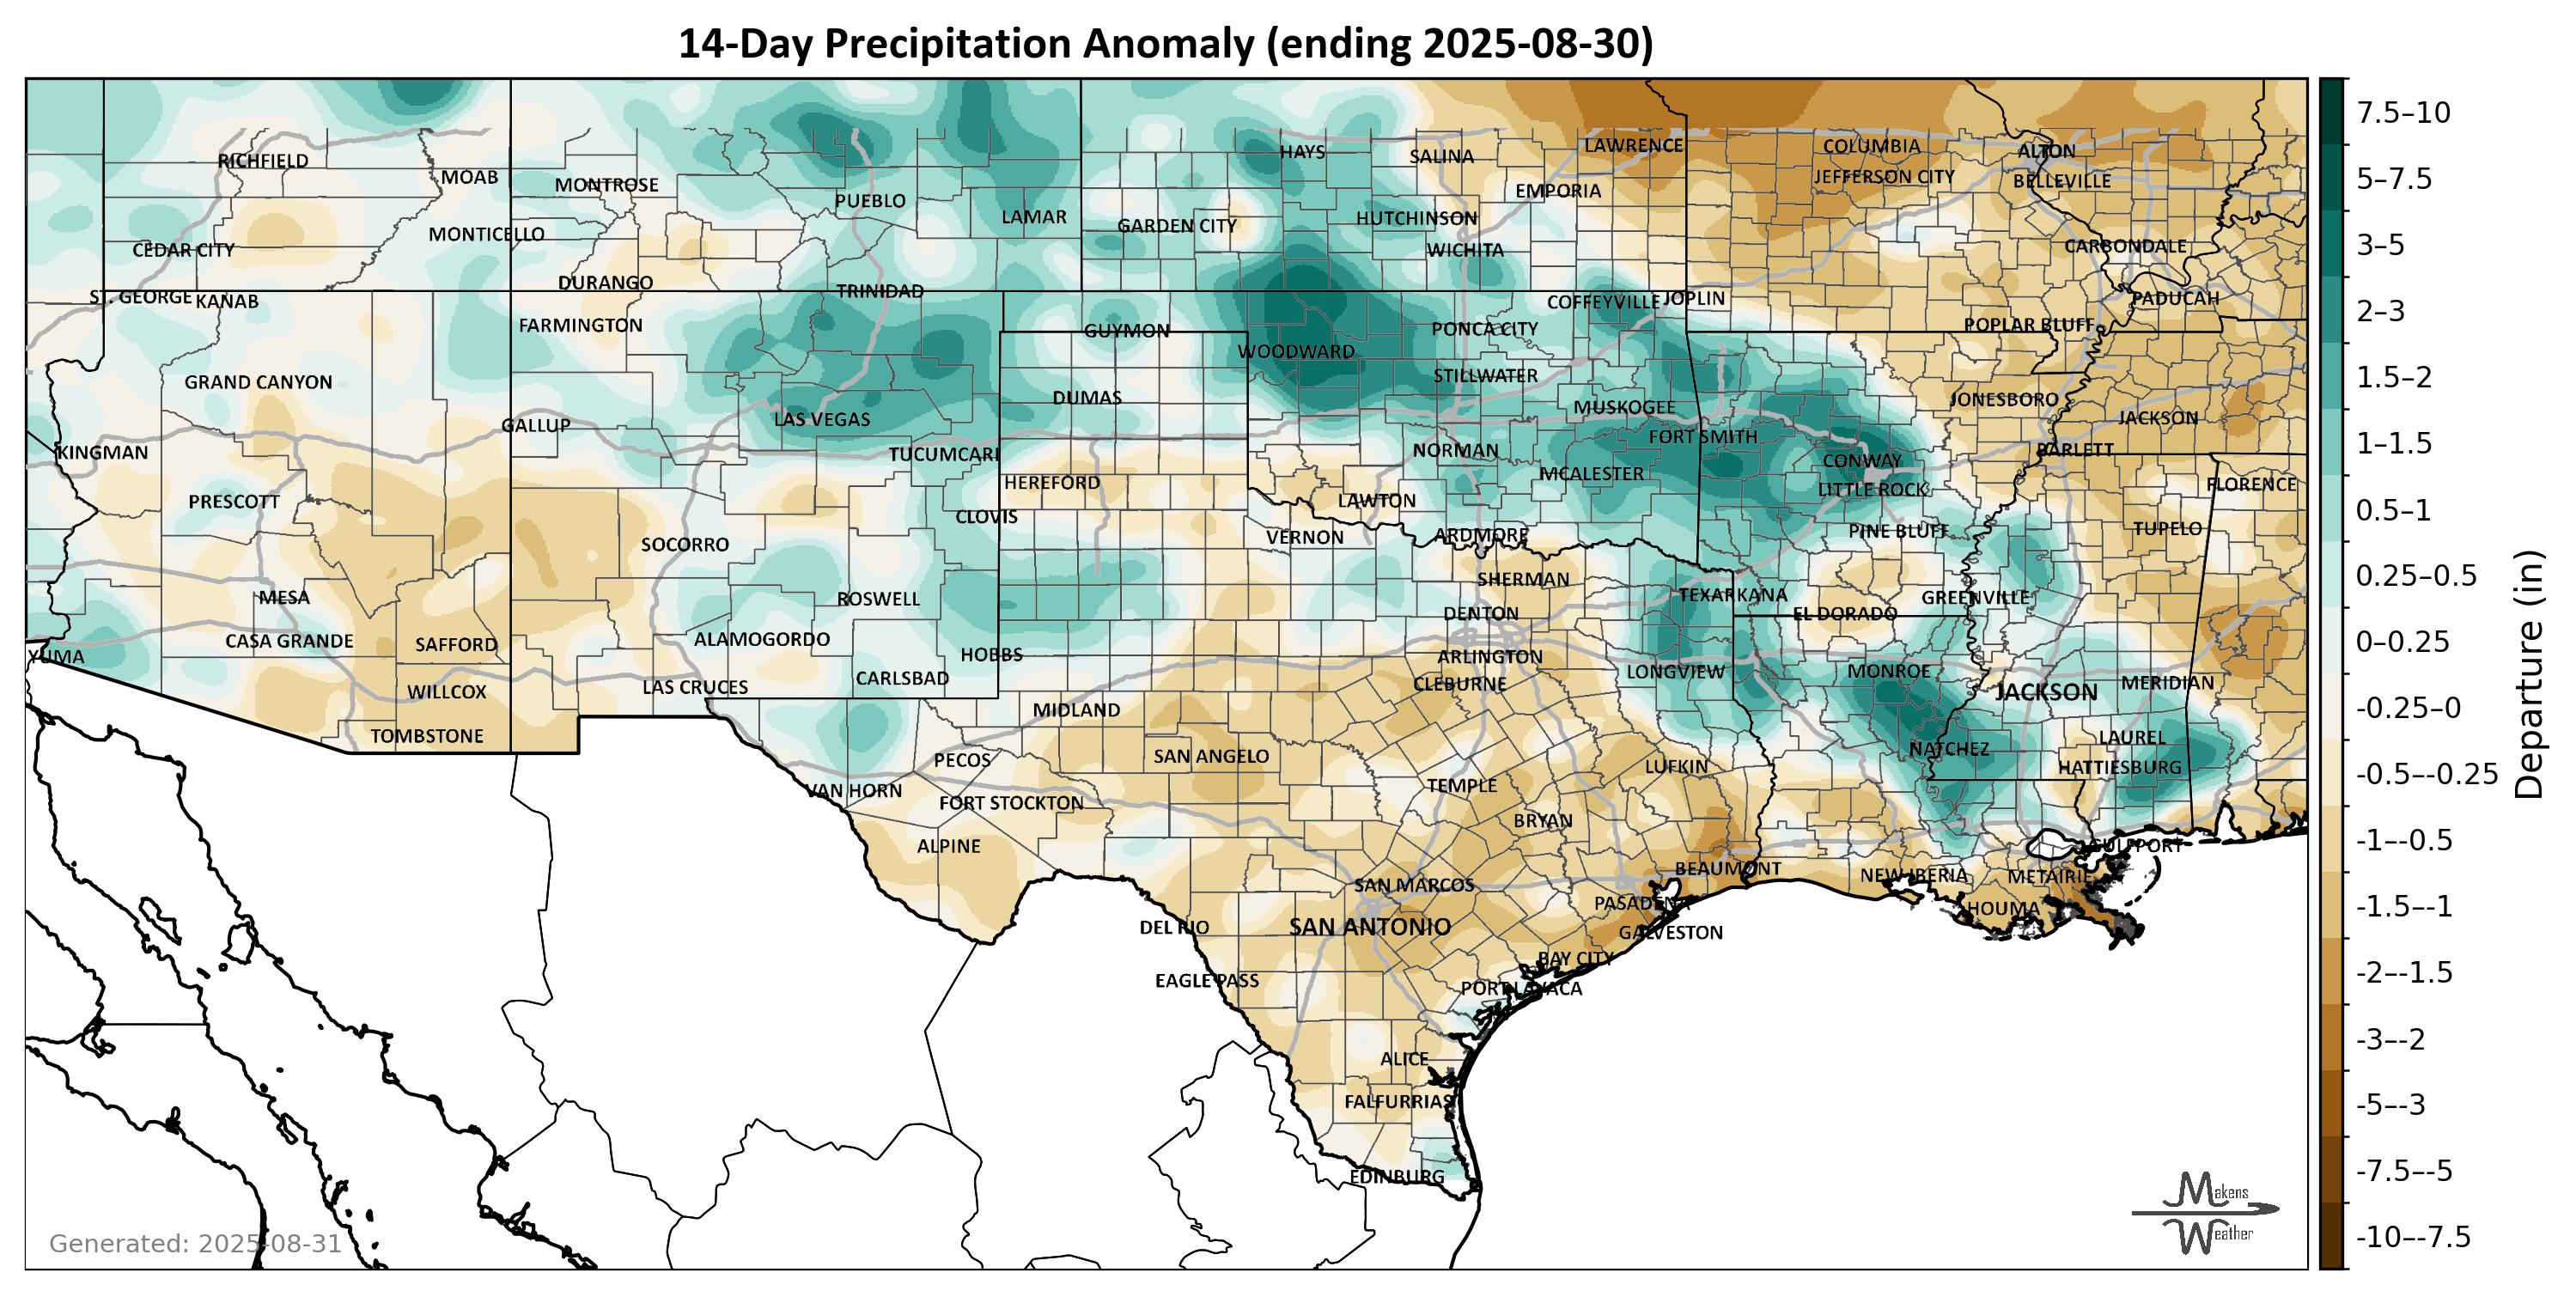 14-Day Precipitation Anomaly (ending 2025-08-30)
HAYS
SALINA
LAWRENCE
COLUMBIA
ALTON
RICHFIELD
MOAB
MONTROSE
JEFFERSON CITY
BELLEVILLE
EMPORIA
PUEBLO
LAMAR
GARDEN CITY
HUTCHINSON
MONTICELLO
CEDAR CITY
WICHITA
CARBONDALE
DURANGO
TRINIDAD
ST. GEORGE
KANAB
COFFEYVILLE
JOPLIN
PADUCAH
FARMINGTON
GUYMON
PONCA CITY
POPLAR BLUFF
WOODWARD
GRAND CANYON
STILLWATER
DUMAS
MUSKOGEE
JONESBORO
LAS VEGAS
JACKSON
GALLUP
FORT SMITH
KINGMAN
TUCUMCARI
NORMAN
BARLETT
CONWAY
MCALESTER
HEREFORD
LITTLE ROCK
FLORENCE
PRESCOTT
LAWTON
CLOVIS
TUPELO
PINE BLUFF
SOCORRO
VERNON
ARDMORE
SHERMAN
MESA
ROSWELL
TEXARKANA
GREENVILLE
DENTON
EL DORADO
CASA GRANDE
SAFFORD
ALAMOGORDO
YUMA
HOBBS
ARLINGTON
LONGVIEW
MONROE
CARLSBAD
CLEBURNE
MERIDIAN
LAS CRUCES
WILLCOX
JACKSON
MIDLAND
TOMBSTONE
LAUREL
NATCHEZ
PECOS
SAN ANGELO
LUFKIN
HATTIESBURG
VAN HORN
TEMPLE
FORT STOCKTON
BRYAN
ALPINE
GULFPORT
BEAUMONT
NEW IBERIA
METAIRIE
SAN MARCOS
PASADENA
HOUMA
DEL RIO
SAN ANTONIO
GALVESTON
BAY CITY
EAGLE PASS
PORT LAVACA
ALICE
FALFURRIAS
EDINBURG
Generated: 2025-08-31
Makens
Weather
7.5–10
5–7.5
3–5
2–3
1.5–2
1–1.5
0.5–1
0.25–0.5
0–0.25
-0.25–0
-0.5–-0.25
-1–-0.5
-1.5–-1
-2–-1.5
-3–-2
-5–-3
-7.5–-5
-10–-7.5
Departure (in)